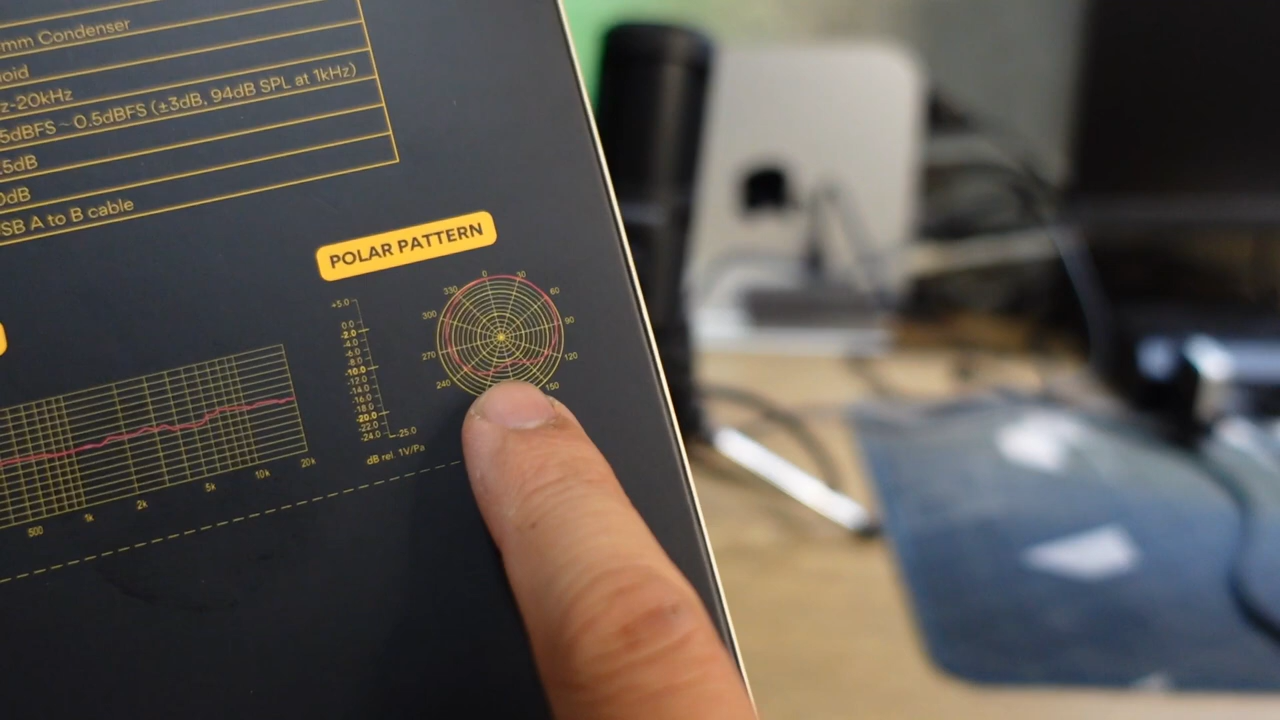 mm Condenser
oid
z-20kHz
5dBFS ~ 0.5dBFS (±3dB. 94dB SPL at 1kHz)
.5dB
0dB
SB A to B cable
POLAR PATTERN
+5.0
0.0
-2.0
-4.0
-6.0
-8.0
-10.0
-12.0
-14.0
-16.0
-18.0
-20.0
-22.0
-24.0
-25.0
dB rel. 1V/Pa
0
30
60
90
120
150
240
270
300
330
500
1k
2k
5k
10k
20k